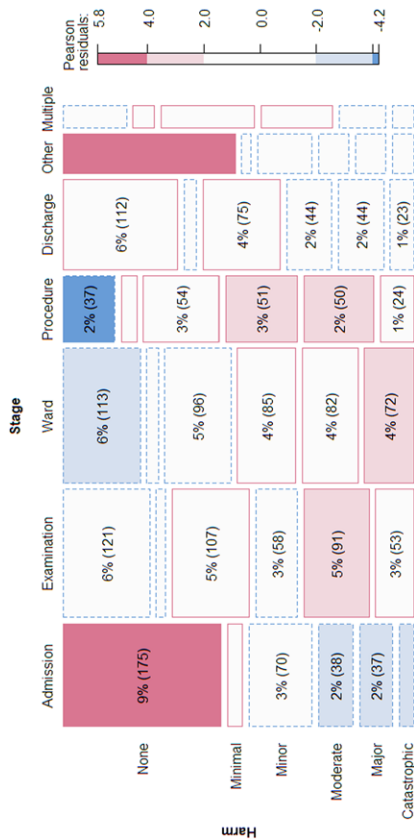 Stage
Admission Examination Ward Procedure Discharge Other Multiple
Harm
None 9% (175) 6% (121) 6% (113) 2% (37) 6% (112)
Minimal
Minor 3% (70) 5% (107) 5% (96) 3% (54) 4% (75)
Moderate 2% (38) 3% (58) 4% (85) 3% (51) 2% (44)
Major 2% (37) 5% (91) 4% (82) 2% (50) 2% (44)
Catastrophic 3% (53) 4% (72) 1% (24) 1% (23)
Pearson
residuals:
5.8
4.0
2.0
0.0
-2.0
-4.2